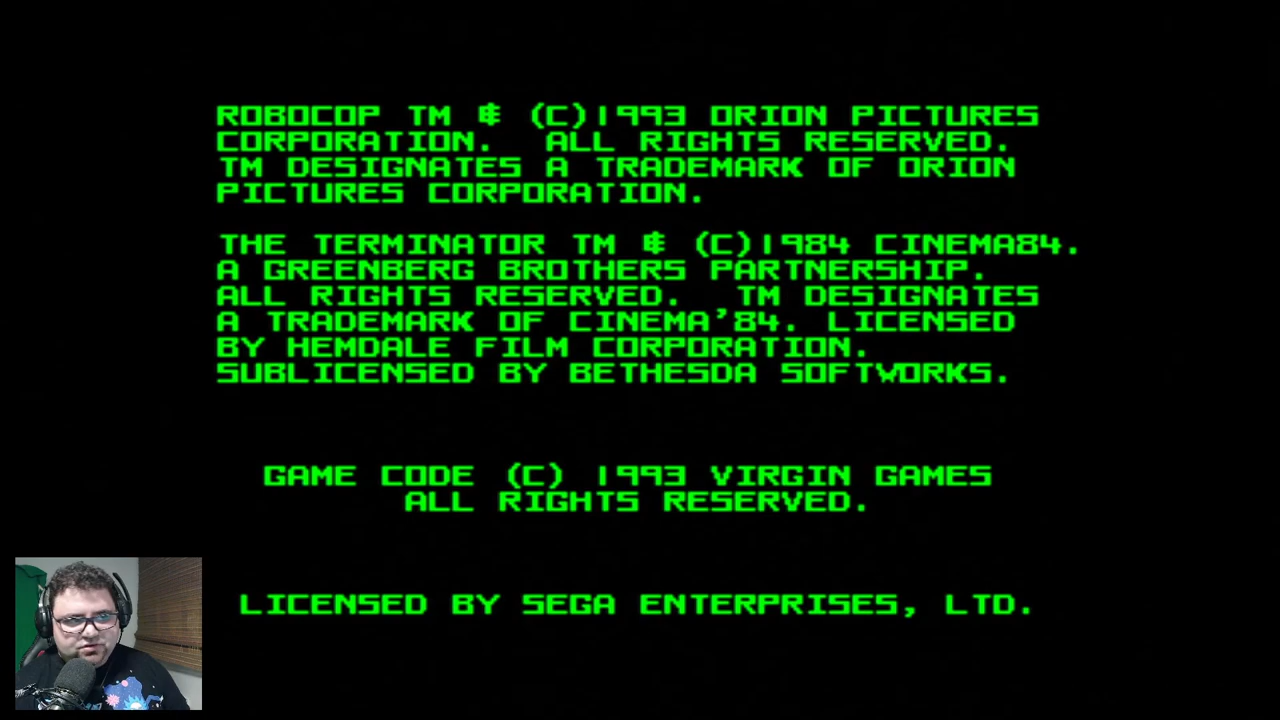 ROBOCOP TM & (C)1993 ORION PICTURES
CORPORATION.  ALL RIGHTS RESERVED.
TM DESIGNATES A TRADEMARK OF ORION
PICTURES CORPORATION.
THE TERMINATOR TM & (C)1984 CINEMA84.
A GREENBERG BROTHERS PARTNERSHIP.
ALL RIGHTS RESERVED.  TM DESIGNATES
A TRADEMARK OF CINEMA'84. LICENSED
BY HEMDALE FILM CORPORATION.
SUBLICENSED BY BETHESDA SOFTWORKS.
GAME CODE (C) 1993 VIRGIN GAMES
ALL RIGHTS RESERVED.
LICENSED BY SEGA ENTERPRISES, LTD.